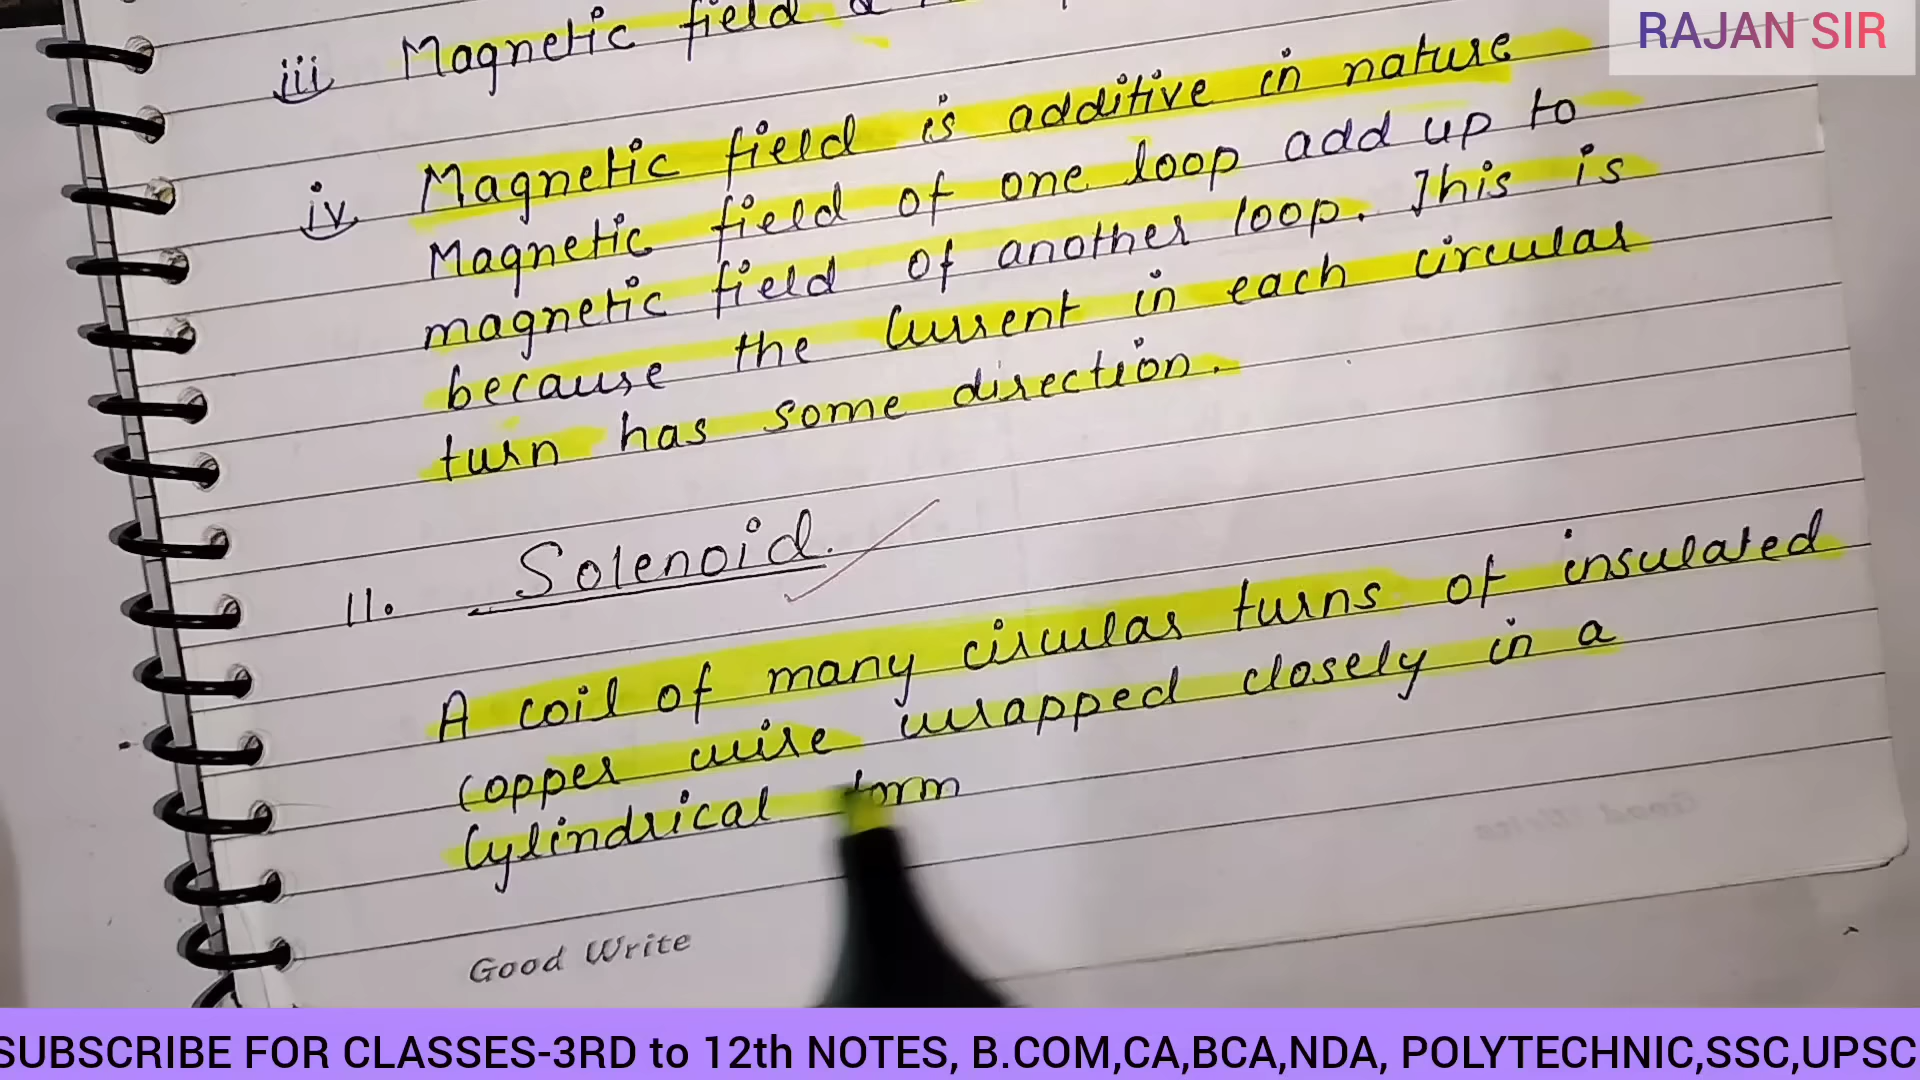 RAJAN SIR
iii) Magnetic field
iv) Magnetic field is additive in nature
Magnetic field of one loop add up to
magnetic field of another loop. This is
because the Current in each circular
turn has some direction.
11. Solenoid.
A coil of many circular turns of insulated
copper wire wrapped closely in a
Cylindrical form
Good Write
SUBSCRIBE FOR CLASSES-3RD to 12th NOTES, B.COM,CA,BCA,NDA, POLYTECHNIC,SSC,UPSC